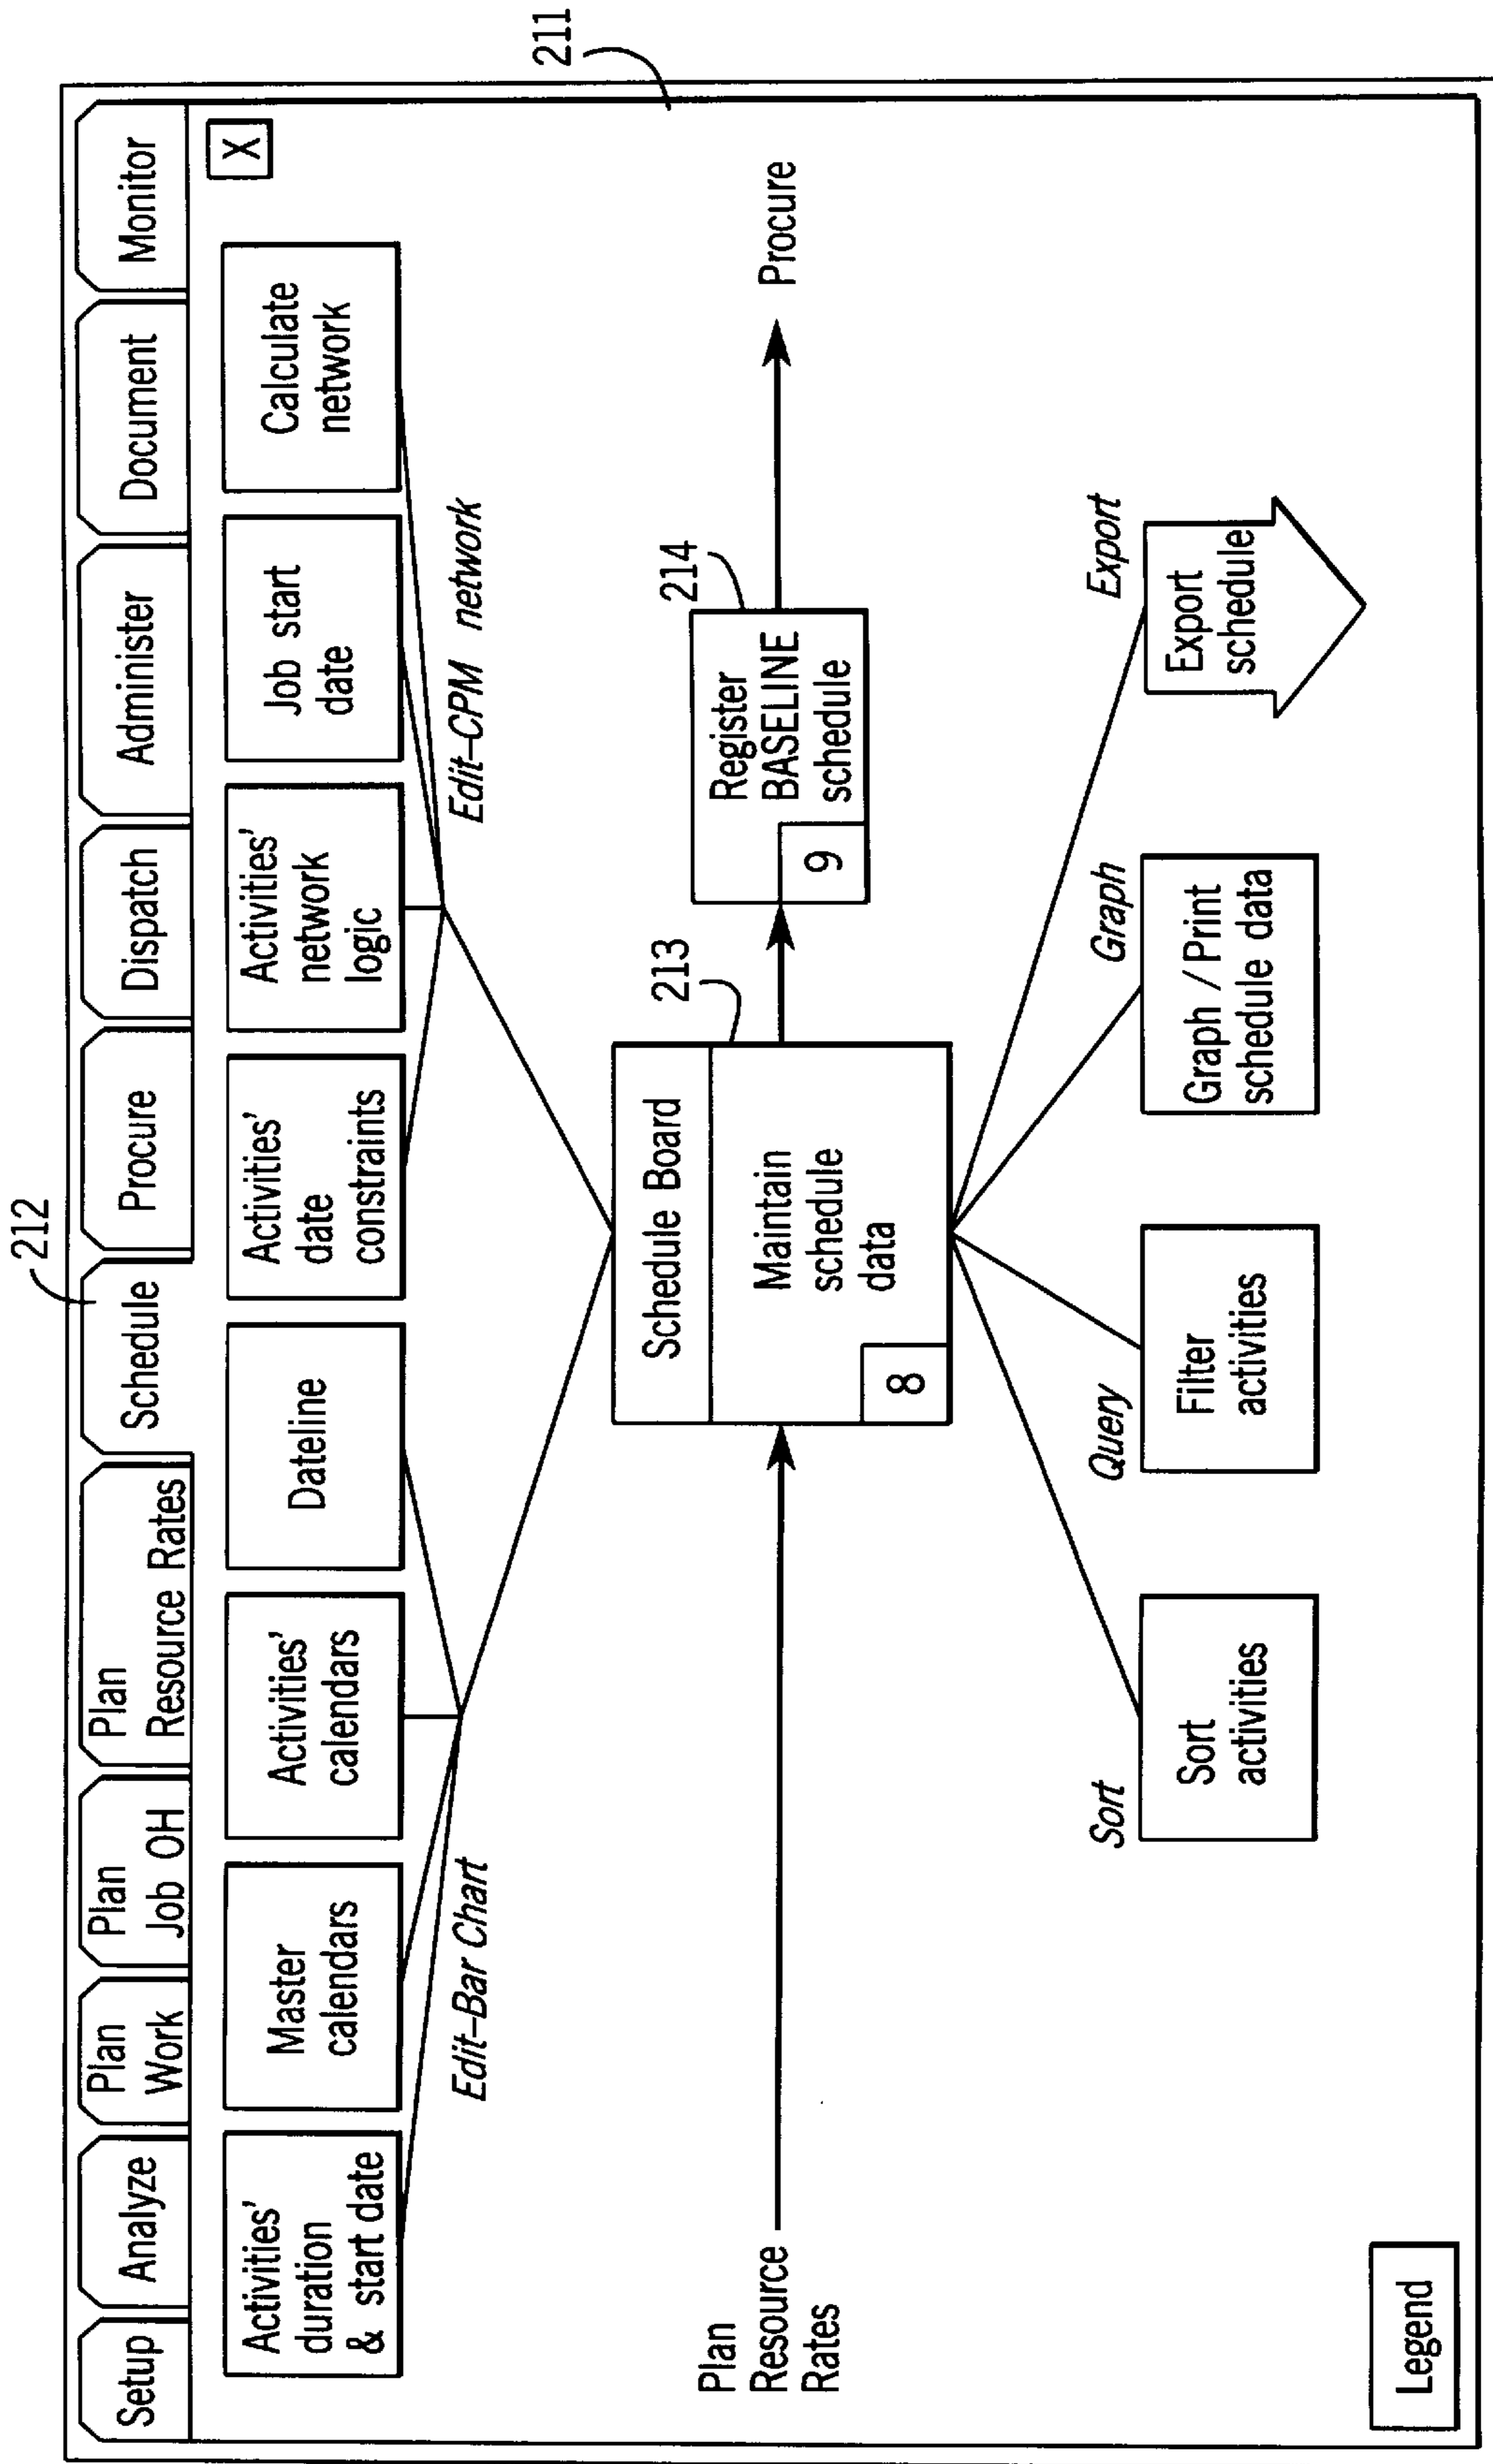 212
211
Setup
Analyze
Plan
Work
Plan
Job OH
Plan
Resource Rates
Schedule
Procure
Dispatch
Administer
Document
Monitor
X
Activities'
duration
& start date
Master
calendars
Activities'
calendars
Dateline
Activities'
date
constraints
Activities'
network
logic
Job start
date
Calculate
network
Edit–Bar Chart
Edit–CPM network
Plan
Resource
Rates
Schedule Board
213
Maintain
schedule
data
8
214
Register
BASELINE
schedule
9
Procure
Sort
Sort
activities
Query
Filter
activities
Graph
Graph / Print
schedule data
Export
Export
schedule
Legend